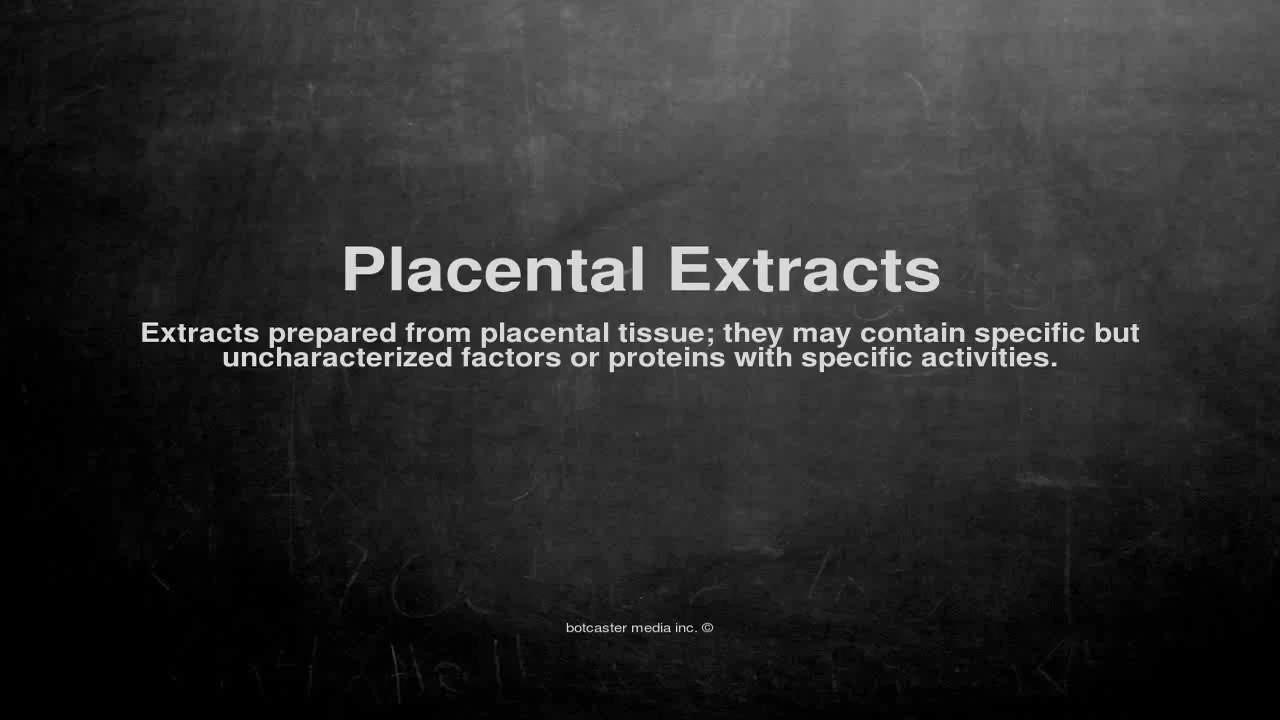 Placental Extracts
Extracts prepared from placental tissue; they may contain specific but
uncharacterized factors or proteins with specific activities.
botcaster media inc. ©